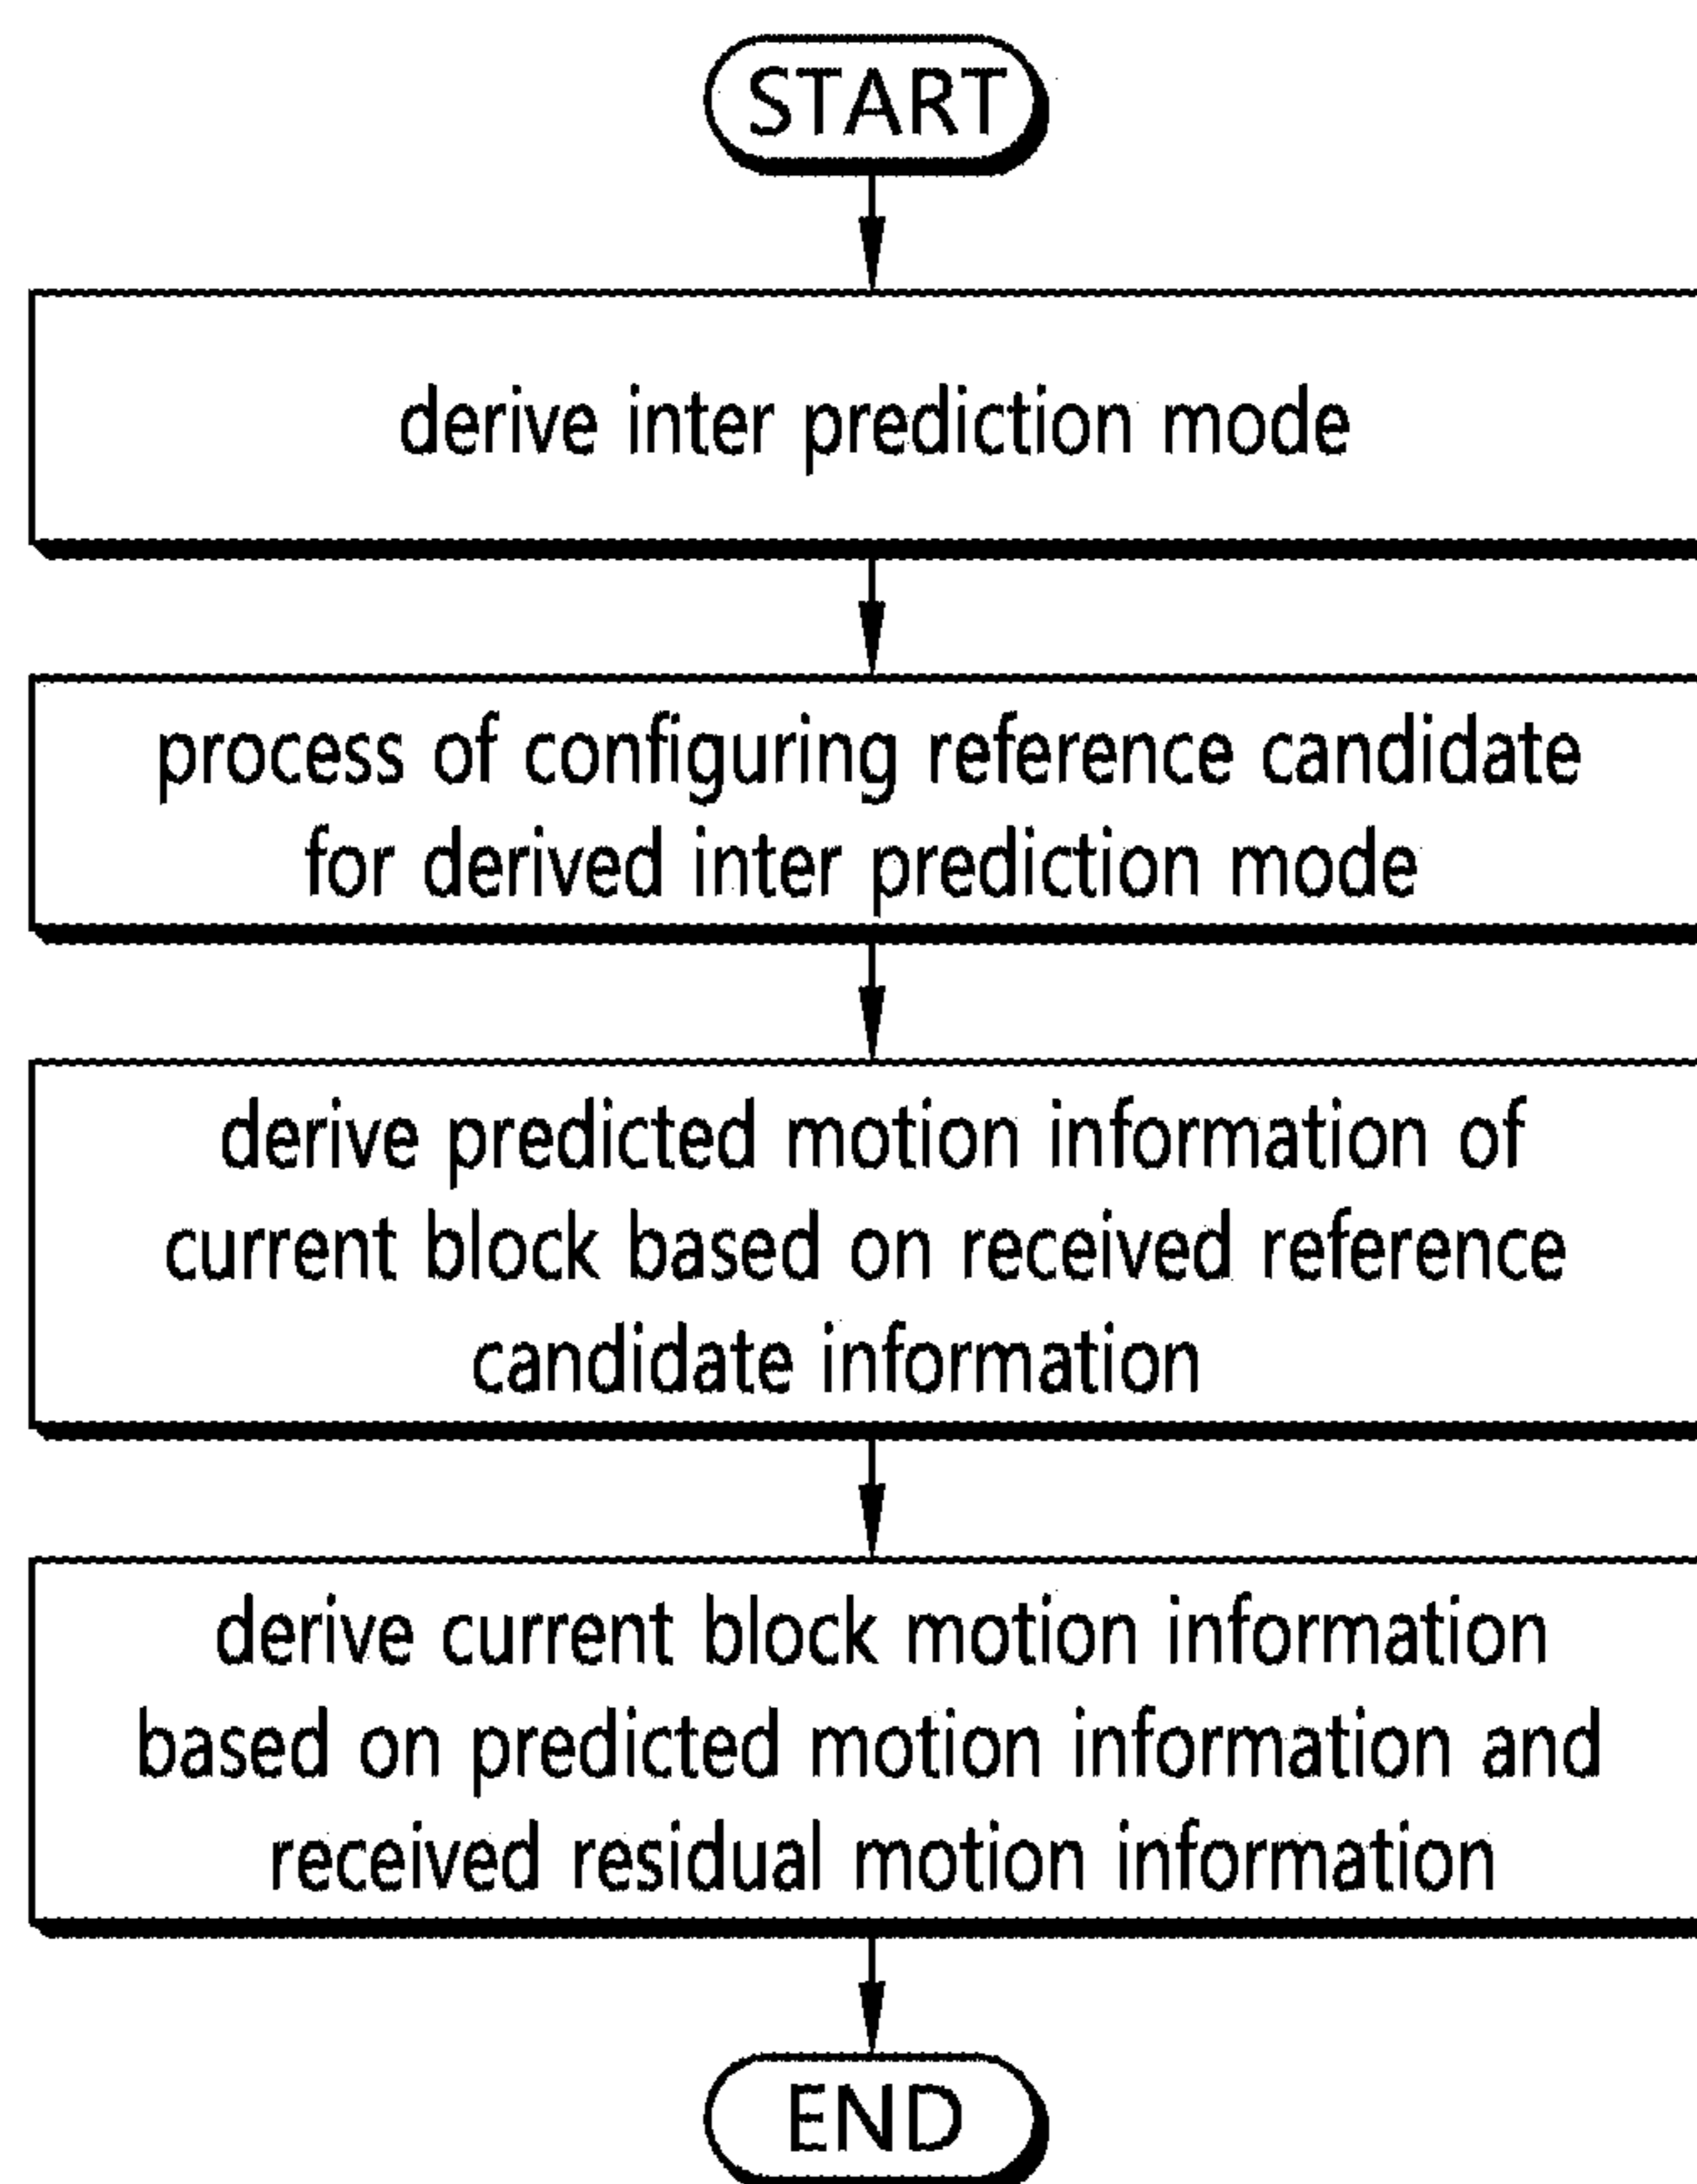 START
derive inter prediction mode
process of configuring reference candidate
for derived inter prediction mode
derive predicted motion information of
current block based on received reference
candidate information
derive current block motion information
based on predicted motion information and
received residual motion information
END